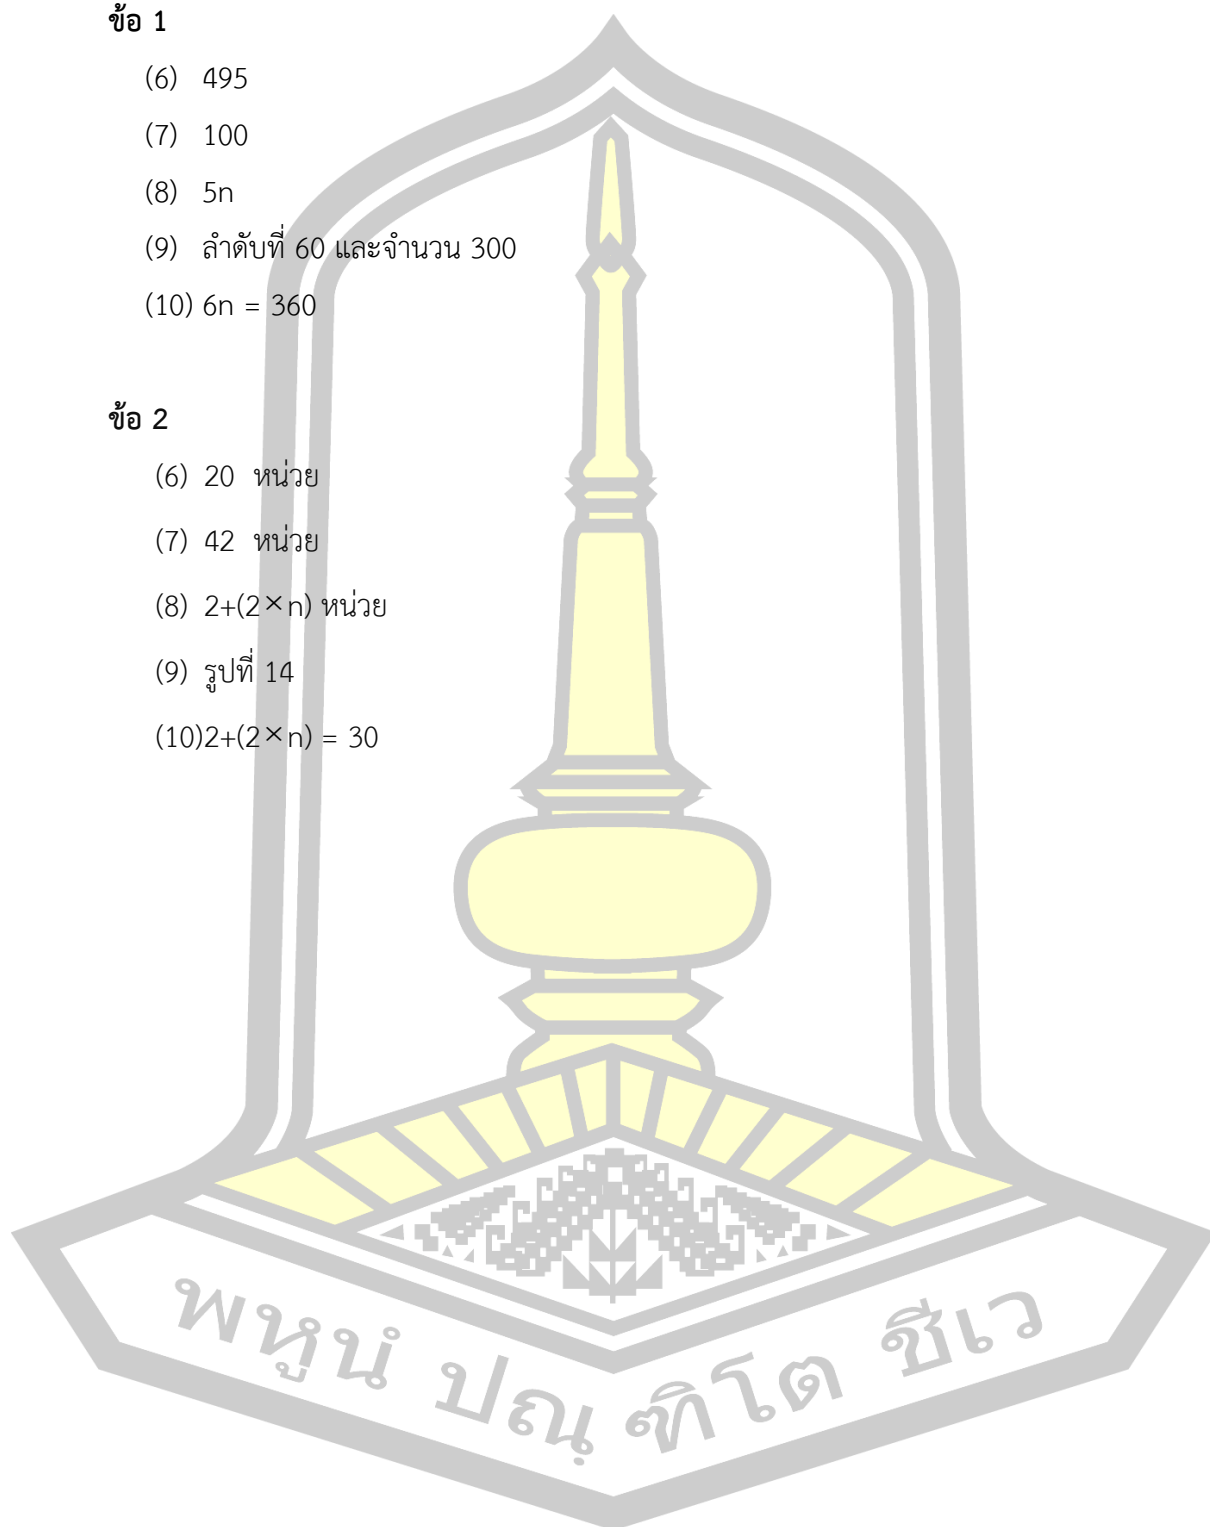 ข้อ 1
(6) 495
(7) 100
(8) 5n
(9) ลำดับที่ 60 และจำนวน 300
(10) 6n = 360
ข้อ 2
(6) 20 หน่วย
(7) 42 หน่วย
(8) 2+(2×n) หน่วย
(9) รูปที่ 14
(10)2+(2×n) = 30
พหูนํ ปณฺ ฑิโต ชีเว